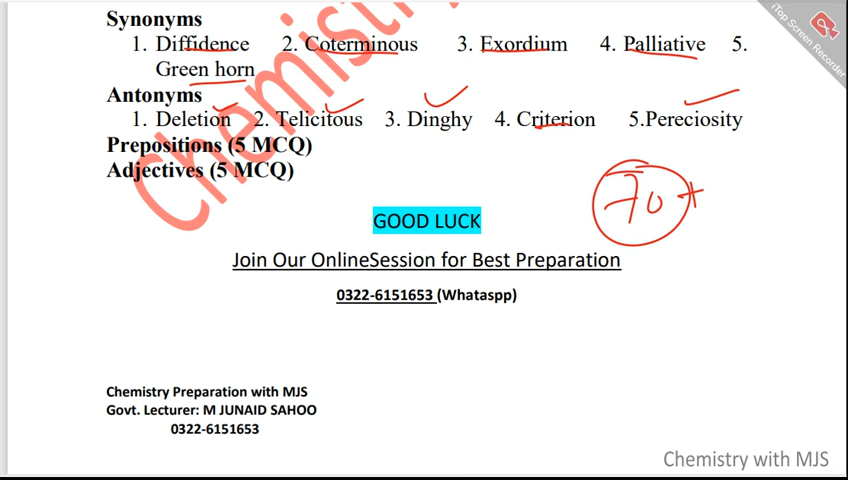 Synonyms
1. Diffidence 2. Coterminous 3. Exordium 4. Palliative 5.
Green horn
Antonyms
1. Deletion 2. Telicitous 3. Dinghy 4. Criterion 5.Pereciosity
Prepositions (5 MCQ)
Adjectives (5 MCQ)
70+
GOOD LUCK
Join Our OnlineSession for Best Preparation
0322-6151653 (Whataspp)
Chemistry Preparation with MJS
Govt. Lecturer: M JUNAID SAHOO
0322-6151653
Chemistry with MJS
Chemistry
iTop Screen Recorder